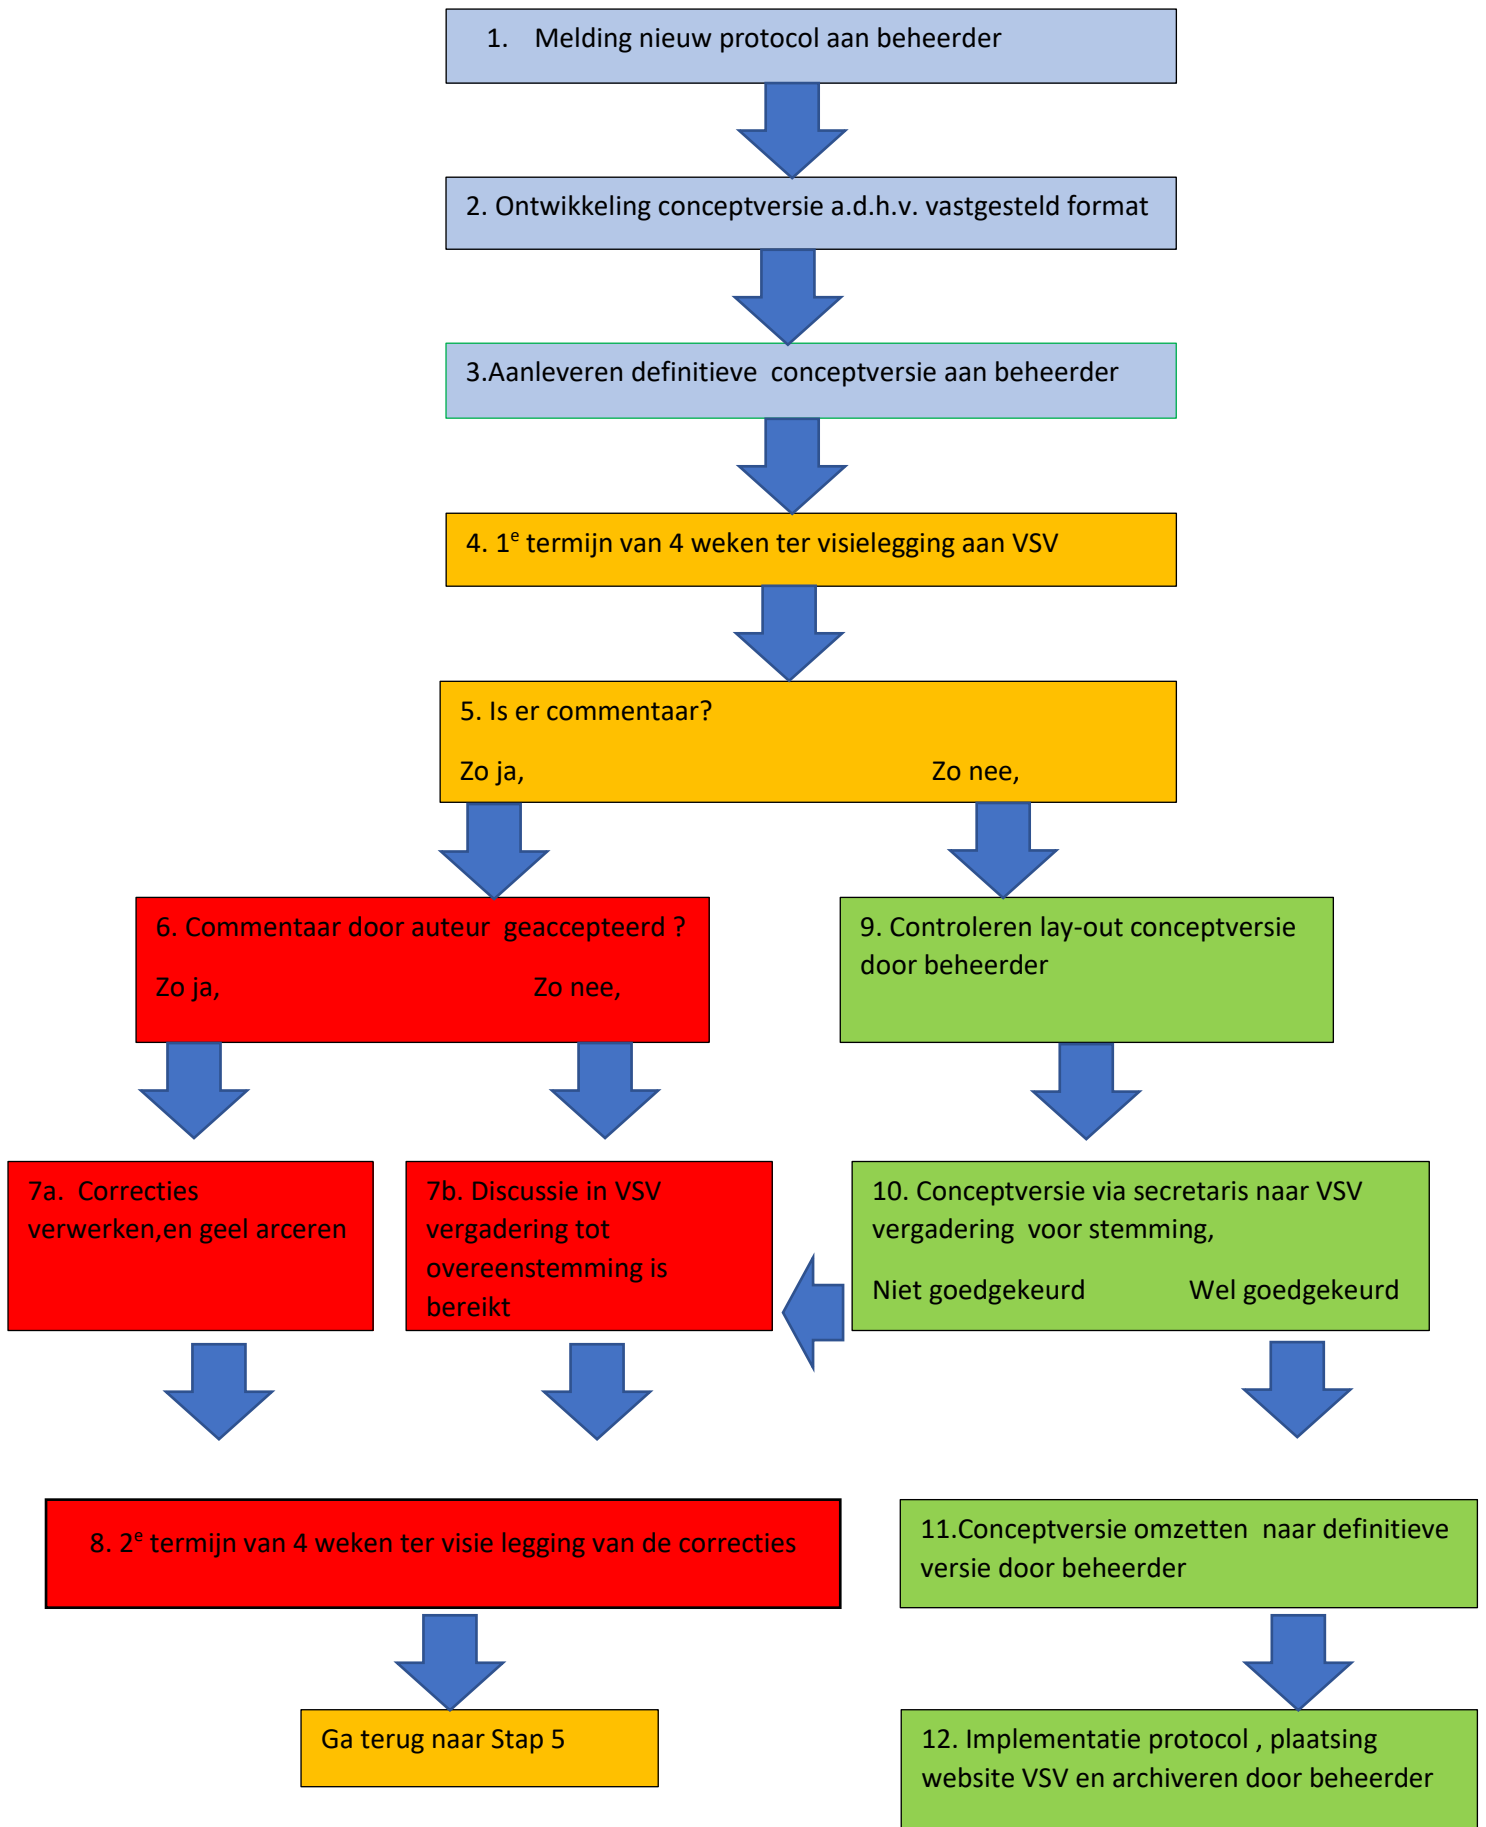 1. Melding nieuw protocol aan beheerder
2. Ontwikkeling conceptversie a.d.h.v. vastgesteld format
3.Aanleveren definitieve conceptversie aan beheerder
4. 1e termijn van 4 weken ter visielegging aan VSV
5. Is er commentaar?
Zo ja, Zo nee,
6. Commentaar door auteur geaccepteerd ?
Zo ja, Zo nee,
9. Controleren lay-out conceptversie
door beheerder
7a. Correcties
verwerken,en geel arceren
7b. Discussie in VSV
vergadering tot
overeenstemming is
bereikt
10. Conceptversie via secretaris naar VSV
vergadering voor stemming,
Niet goedgekeurd Wel goedgekeurd
8. 2e termijn van 4 weken ter visie legging van de correcties
11.Conceptversie omzetten naar definitieve
versie door beheerder
Ga terug naar Stap 5
12. Implementatie protocol , plaatsing
website VSV en archiveren door beheerder